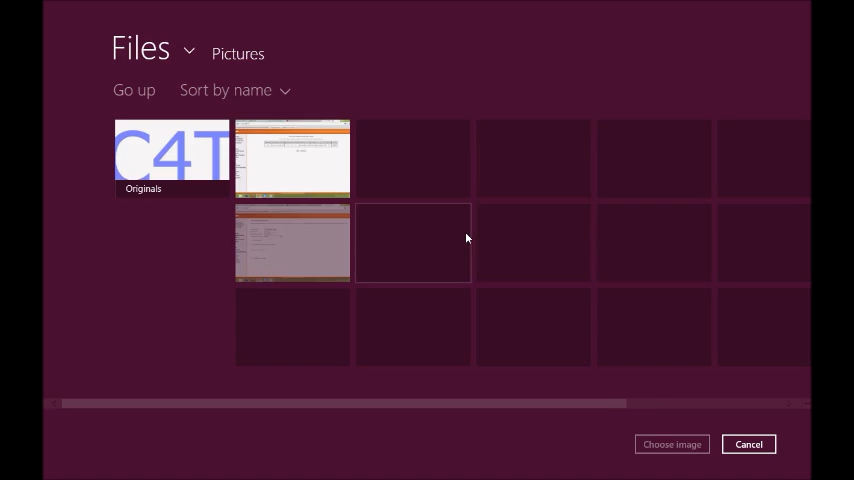 Files Pictures
Go up Sort by name
C4T
Originals
Choose image Cancel